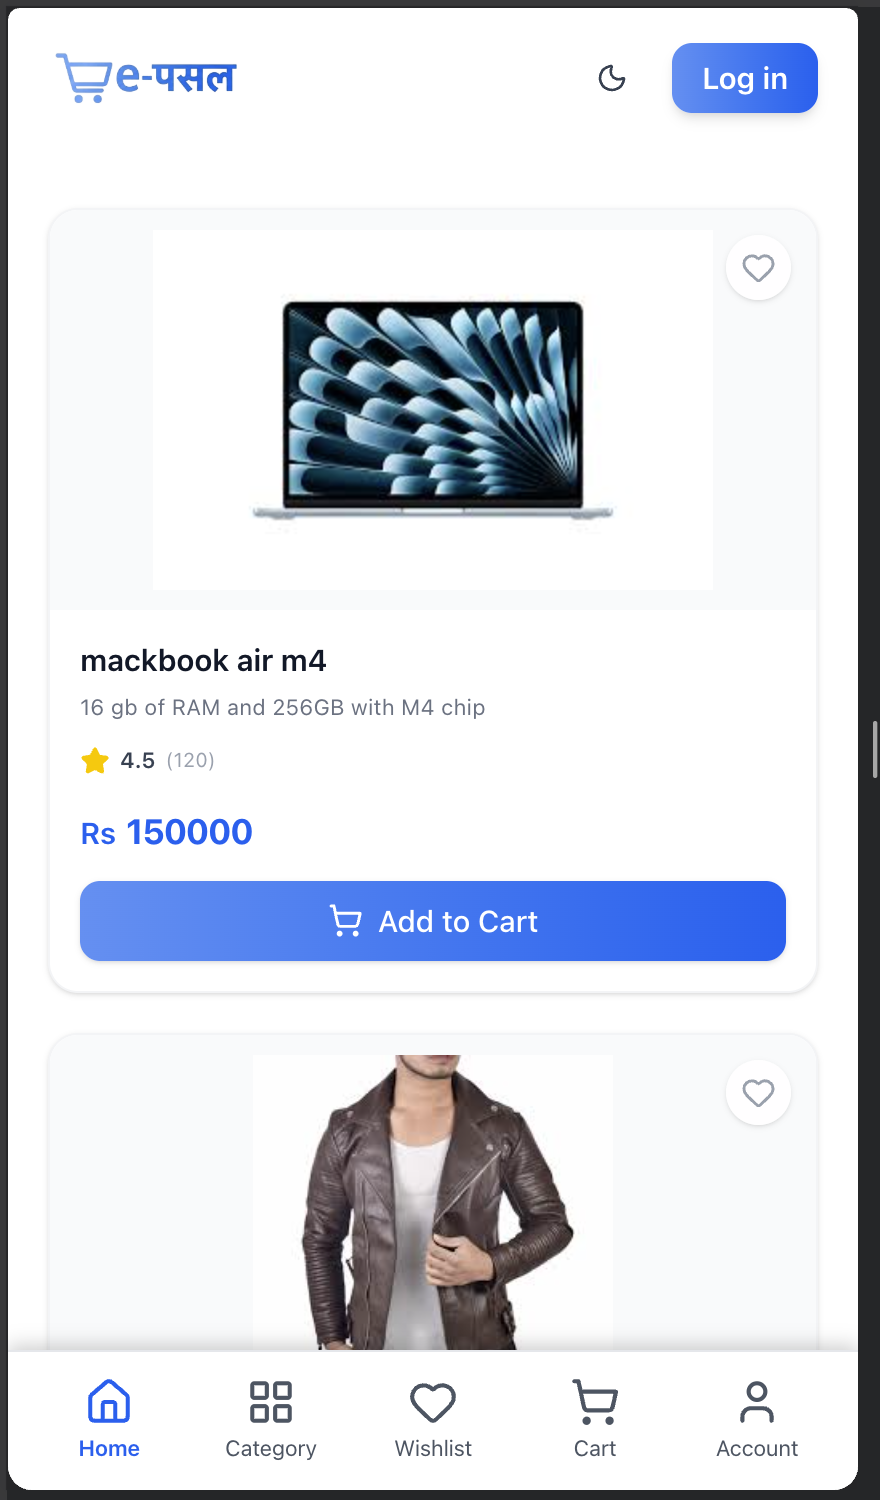 e-पसल
Log in
mackbook air m4
16 gb of RAM and 256GB with M4 chip
4.5 (120)
Rs 150000
Add to Cart
Home Category Wishlist Cart Account